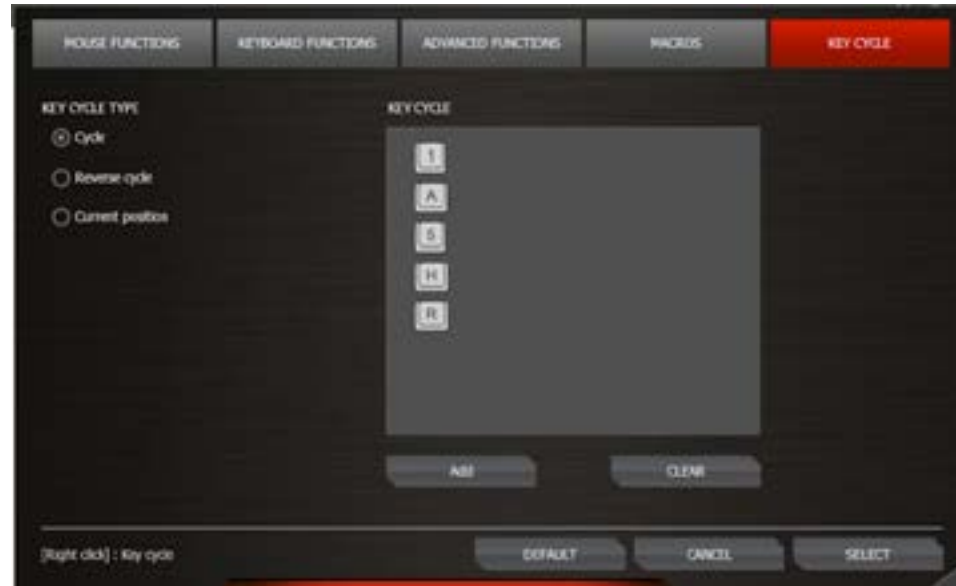 MOUSE FUNCTIONS
KEYBOARD FUNCTIONS
ADVANCED FUNCTIONS
MACROS
KEY CYCLE
KEY CYCLE TYPE
Cycle
Reverse cycle
Current position
KEY CYCLE
1
A
5
H
R
ADD
CLEAR
[Right click] : Key cycle
DEFAULT
CANCEL
SELECT